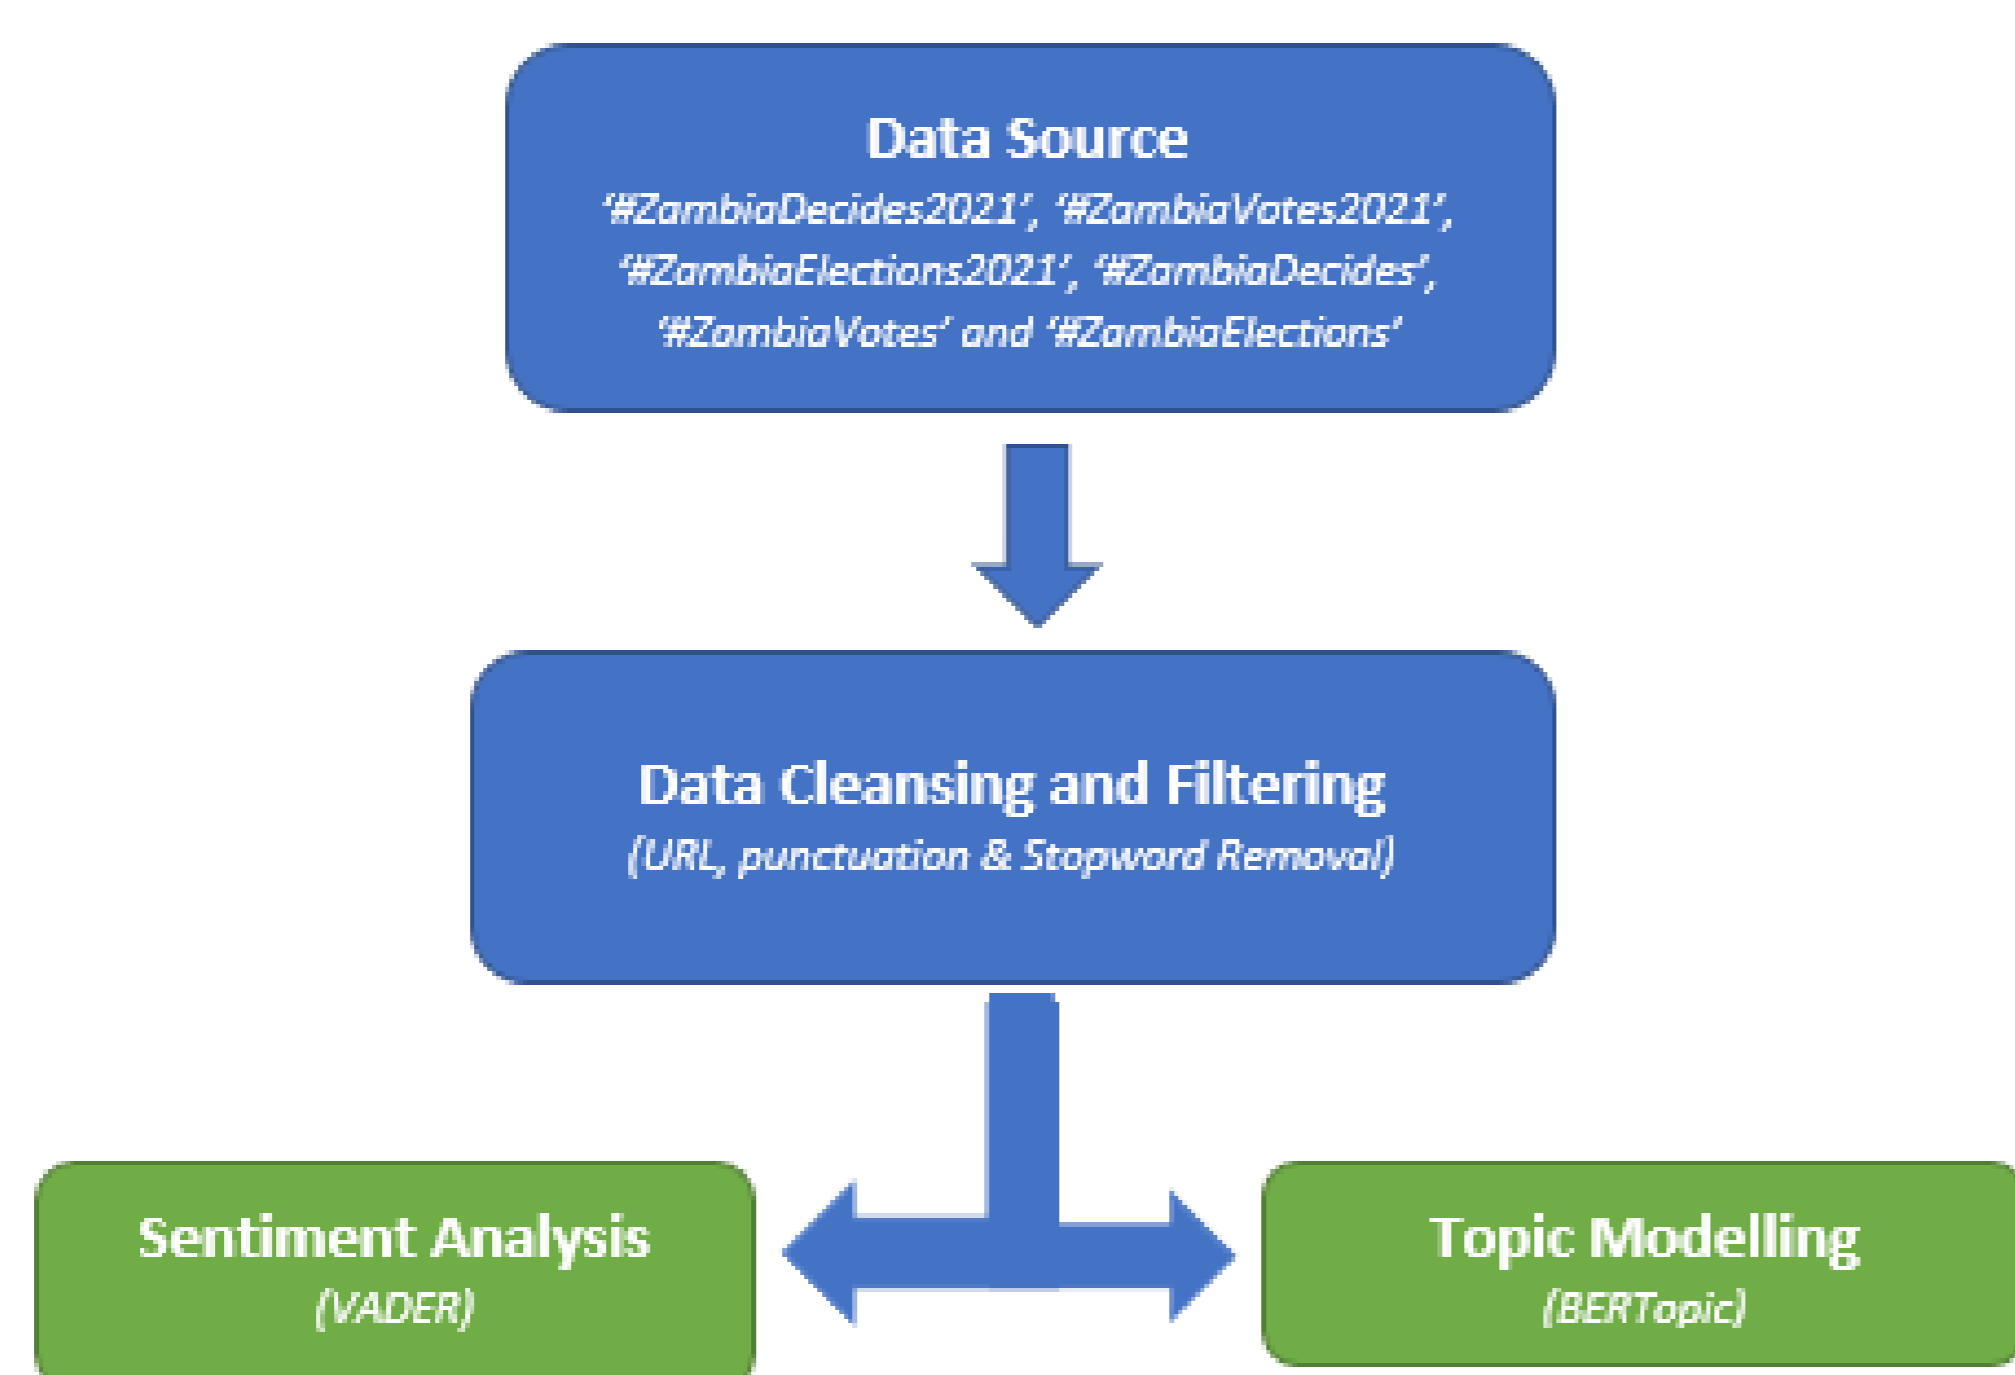 Data Source
‘#ZambiaDecides2021’, ‘#ZambiaVotes2021’,
‘#ZambiaElections2021’, ‘#ZambiaDecides’,
‘#ZambiaVotes’ and ‘#ZambiaElections’
Data Cleansing and Filtering
(URL, punctuation & Stopword Removal)
Sentiment Analysis
(VADER)
Topic Modelling
(BERTopic)